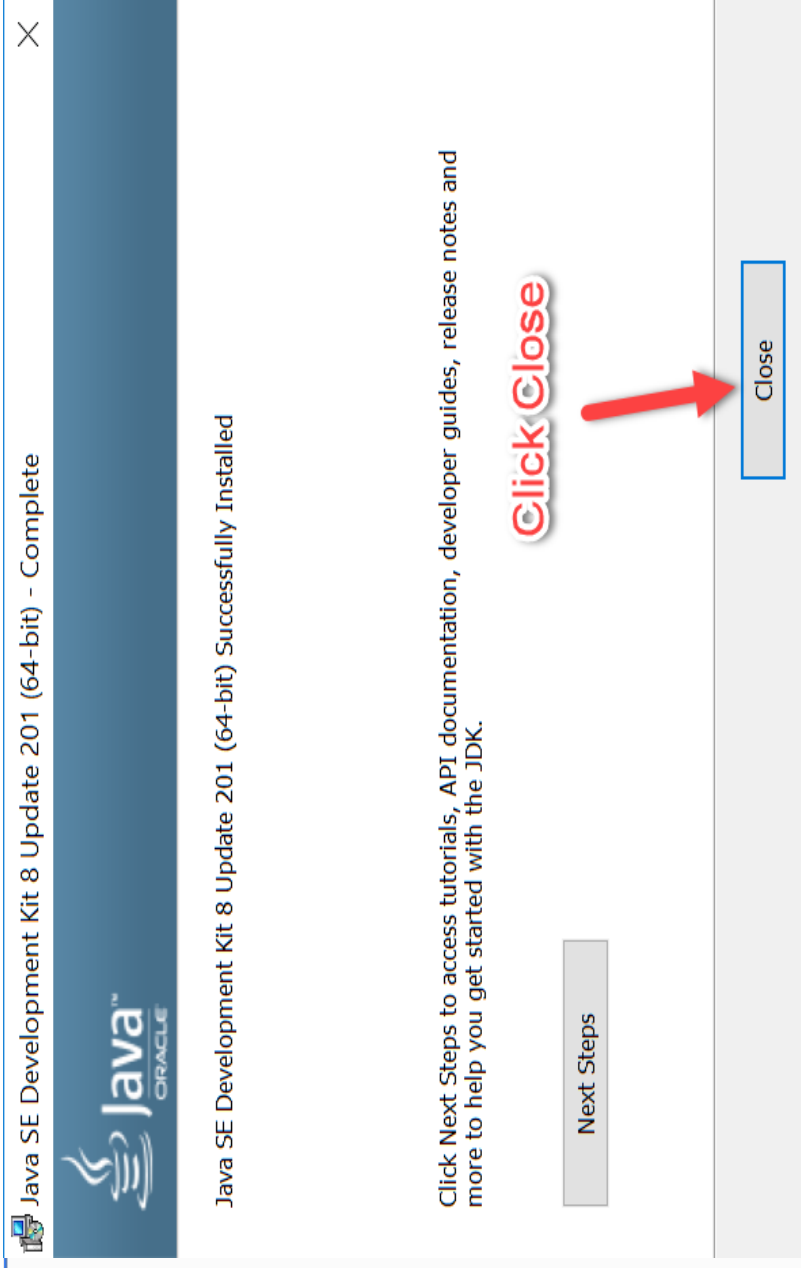 Java SE Development Kit 8 Update 201 (64-bit) - Complete
Java™
ORACLE
Java SE Development Kit 8 Update 201 (64-bit) Successfully Installed
Click Next Steps to access tutorials, API documentation, developer guides, release notes and
more to help you get started with the JDK.
Click Close
Next Steps
Close